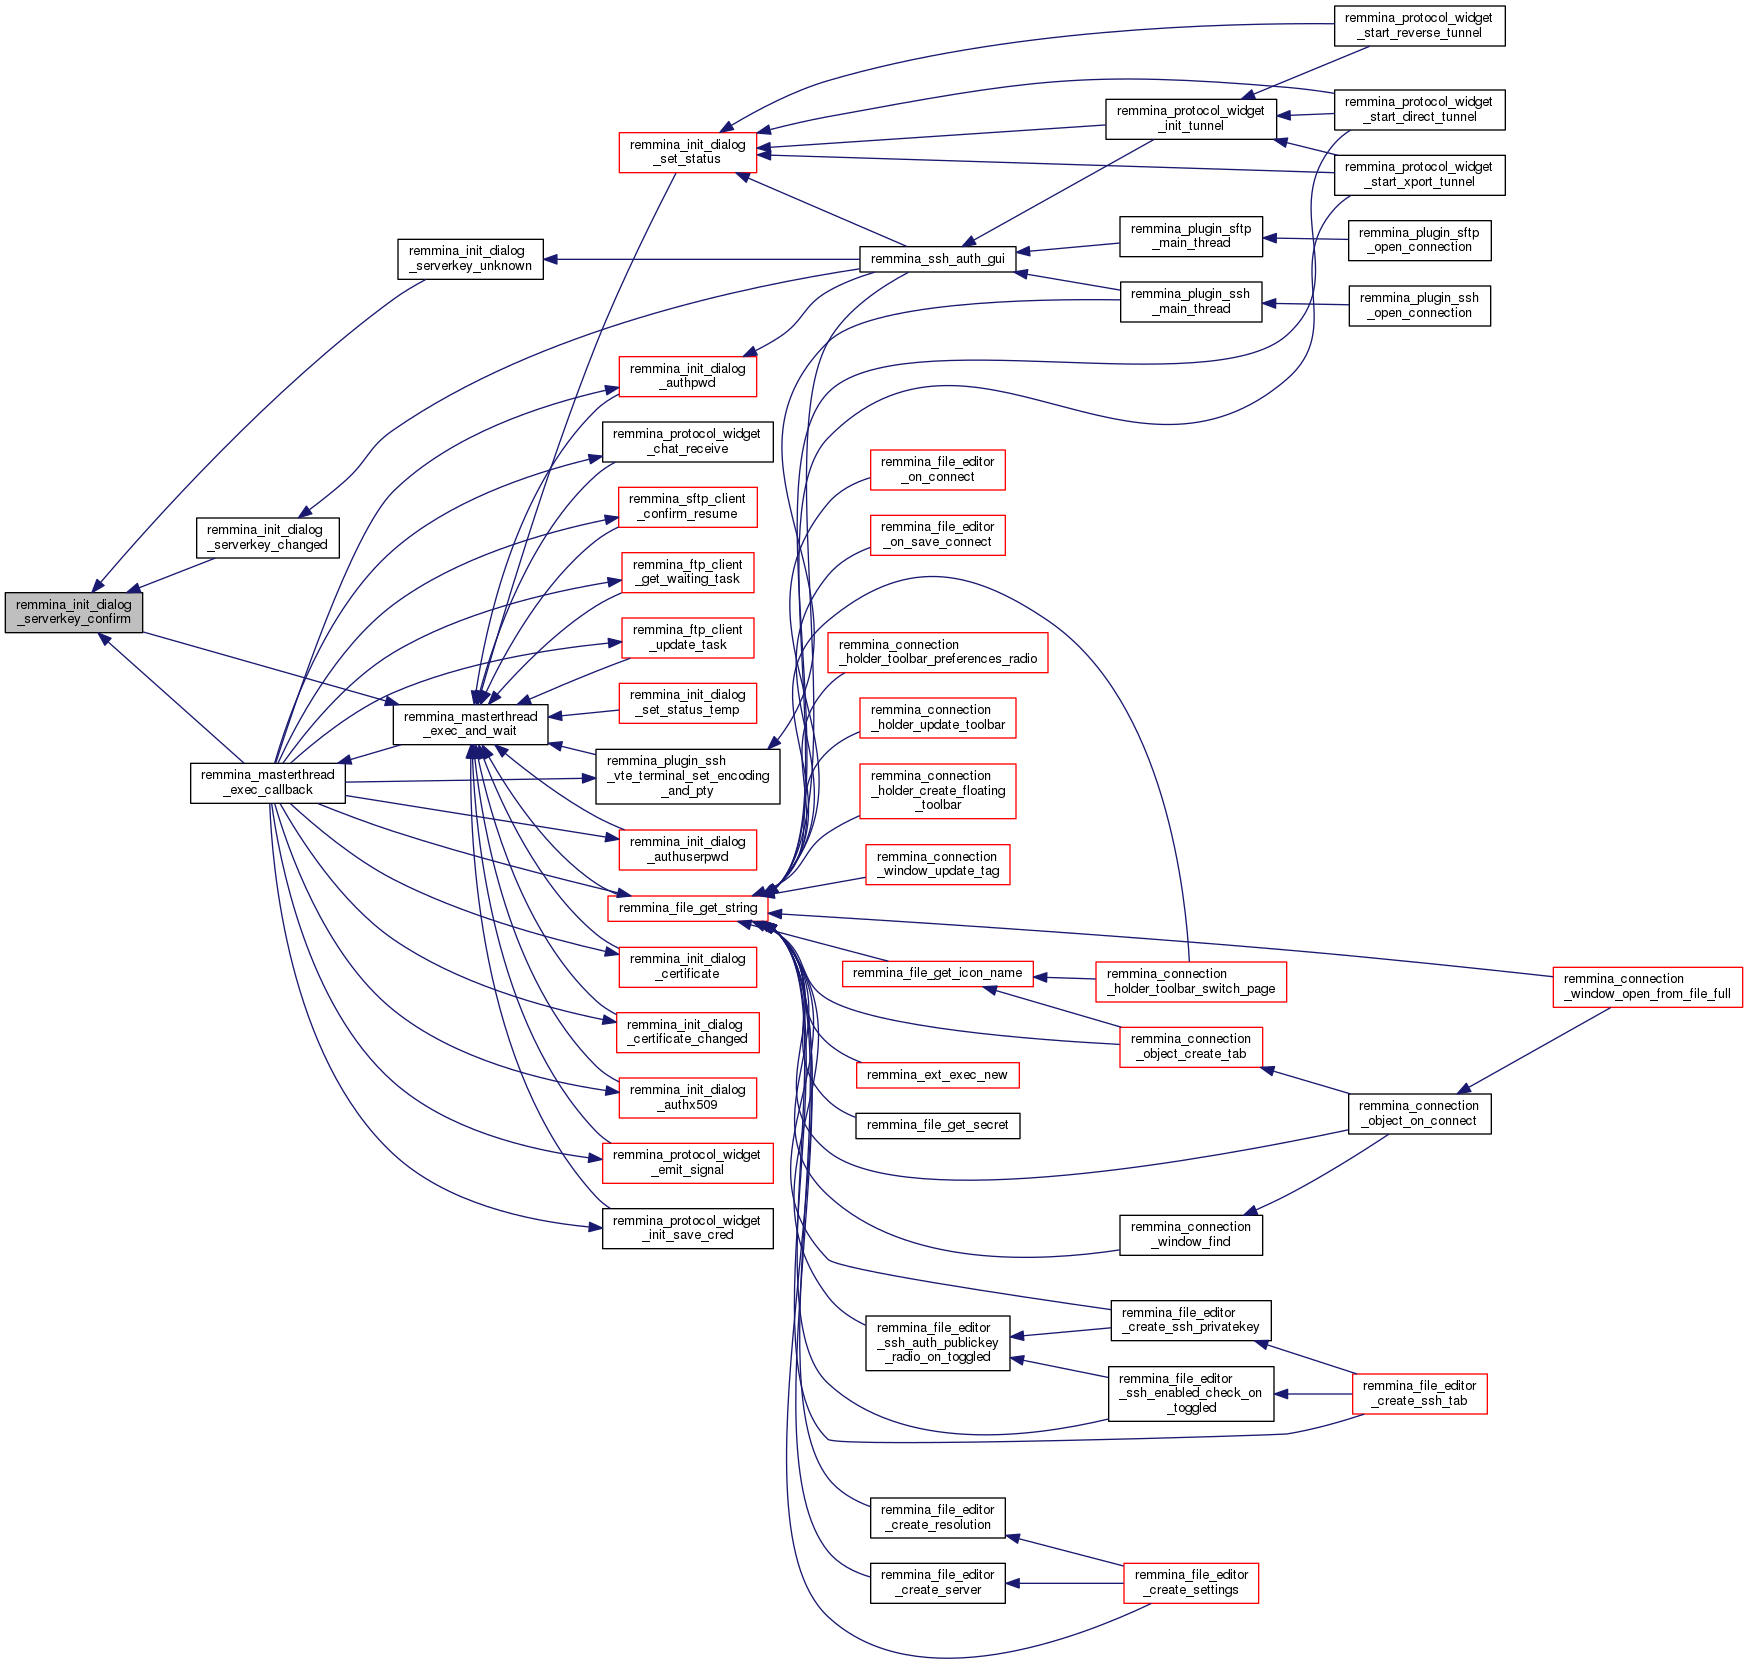 remmina_protocol_widget
_start_reverse_tunnel
remmina_protocol_widget
_start_direct_tunnel
remmina_protocol_widget
_init_tunnel
remmina_init_dialog
_set_status
remmina_protocol_widget
_start_xport_tunnel
remmina_plugin_sftp
_main_thread
remmina_plugin_sftp
_open_connection
remmina_init_dialog
_serverkey_unknown
remmina_ssh_auth_gui
remmina_plugin_ssh
_main_thread
remmina_plugin_ssh
_open_connection
remmina_init_dialog
_authpwd
remmina_protocol_widget
_chat_receive
remmina_file_editor
_on_connect
remmina_sftp_client
_confirm_resume
remmina_init_dialog
_serverkey_changed
remmina_file_editor
_on_save_connect
remmina_ftp_client
_get_waiting_task
remmina_init_dialog
_serverkey_confirm
remmina_ftp_client
_update_task
remmina_connection
_holder_toolbar_preferences_radio
remmina_init_dialog
_set_status_temp
remmina_masterthread
_exec_and_wait
remmina_connection
_holder_update_toolbar
remmina_masterthread
_exec_callback
remmina_plugin_ssh
_vte_terminal_set_encoding
_and_pty
remmina_connection
_holder_create_floating
_toolbar
remmina_init_dialog
_authuserpwd
remmina_connection
_window_update_tag
remmina_file_get_string
remmina_init_dialog
_certificate
remmina_file_get_icon_name
remmina_connection
_holder_toolbar_switch_page
remmina_connection
_window_open_from_file_full
remmina_init_dialog
_certificate_changed
remmina_connection
_object_create_tab
remmina_ext_exec_new
remmina_init_dialog
_authx509
remmina_file_get_secret
remmina_connection
_object_on_connect
remmina_protocol_widget
_emit_signal
remmina_protocol_widget
_init_save_cred
remmina_connection
_window_find
remmina_file_editor
_create_ssh_privatekey
remmina_file_editor
_ssh_auth_publickey
_radio_on_toggled
remmina_file_editor
_ssh_enabled_check_on
_toggled
remmina_file_editor
_create_ssh_tab
remmina_file_editor
_create_resolution
remmina_file_editor
_create_server
remmina_file_editor
_create_settings